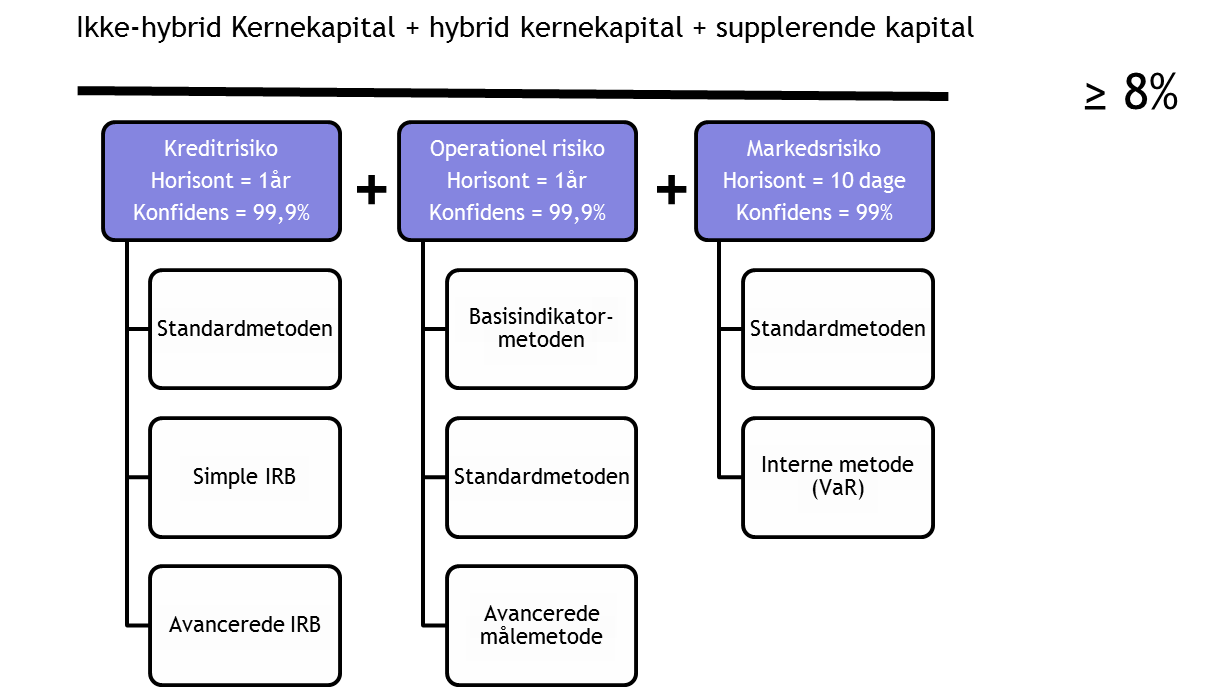 Ikke-hybrid Kernekapital + hybrid kernekapital + supplerende kapital
≥ 8%
Kreditrisiko
Horisont = 1år
Konfidens = 99,9%
+
Operationel risiko
Horisont = 1år
Konfidens = 99,9%
+
Markedsrisiko
Horisont = 10 dage
Konfidens = 99%
Standardmetoden
Basisindikator-
metoden
Standardmetoden
Simple IRB
Standardmetoden
Interne metode
(VaR)
Avancerede IRB
Avancerede
målemetode